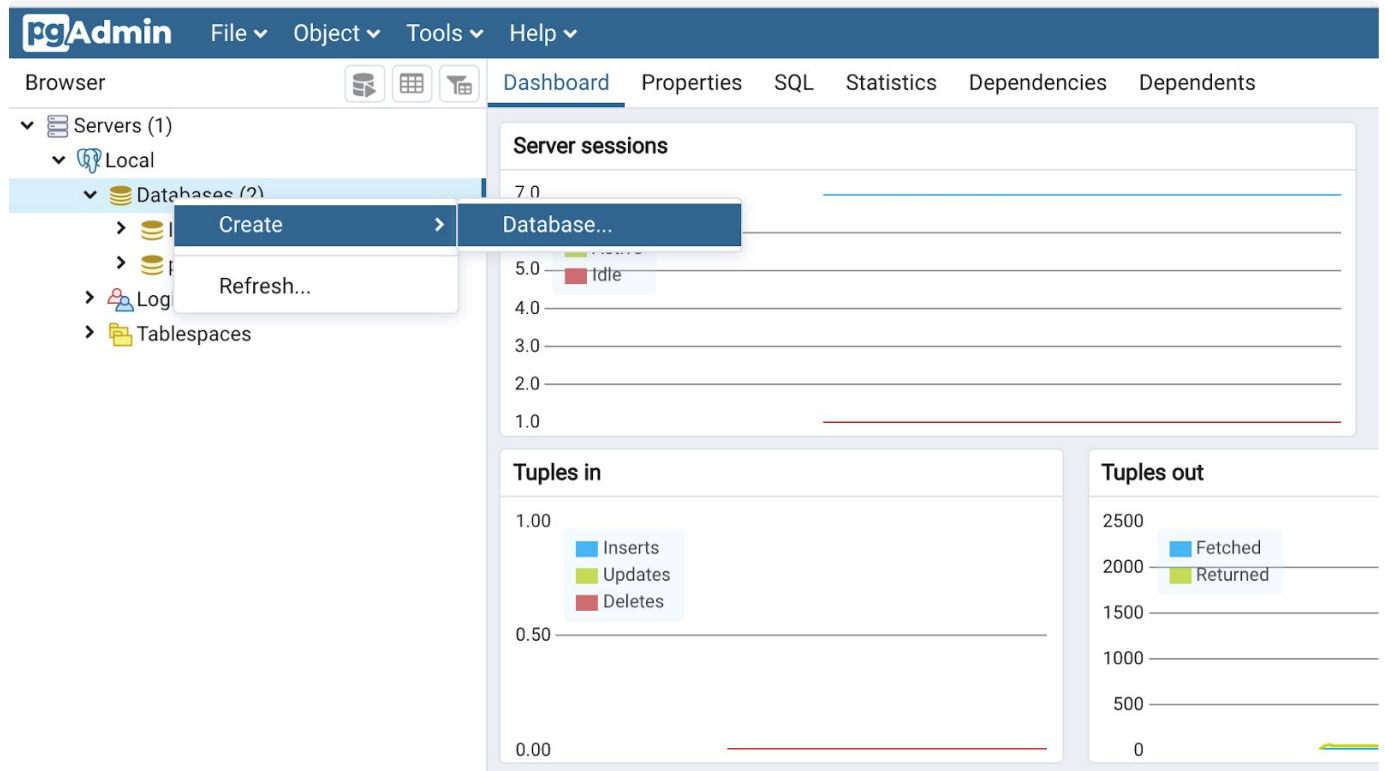 pgAdmin File Object Tools Help
Browser
Dashboard Properties SQL Statistics Dependencies Dependents
Servers (1)
Local
Databases (2)
Create
Database...
Refresh...
Tablespaces
Server sessions
7.0
Idle
5.0
4.0
3.0
2.0
1.0
Tuples in
1.00
Inserts
Updates
Deletes
0.50
0.00
Tuples out
2500
Fetched
2000
Returned
1500
1000
500
0